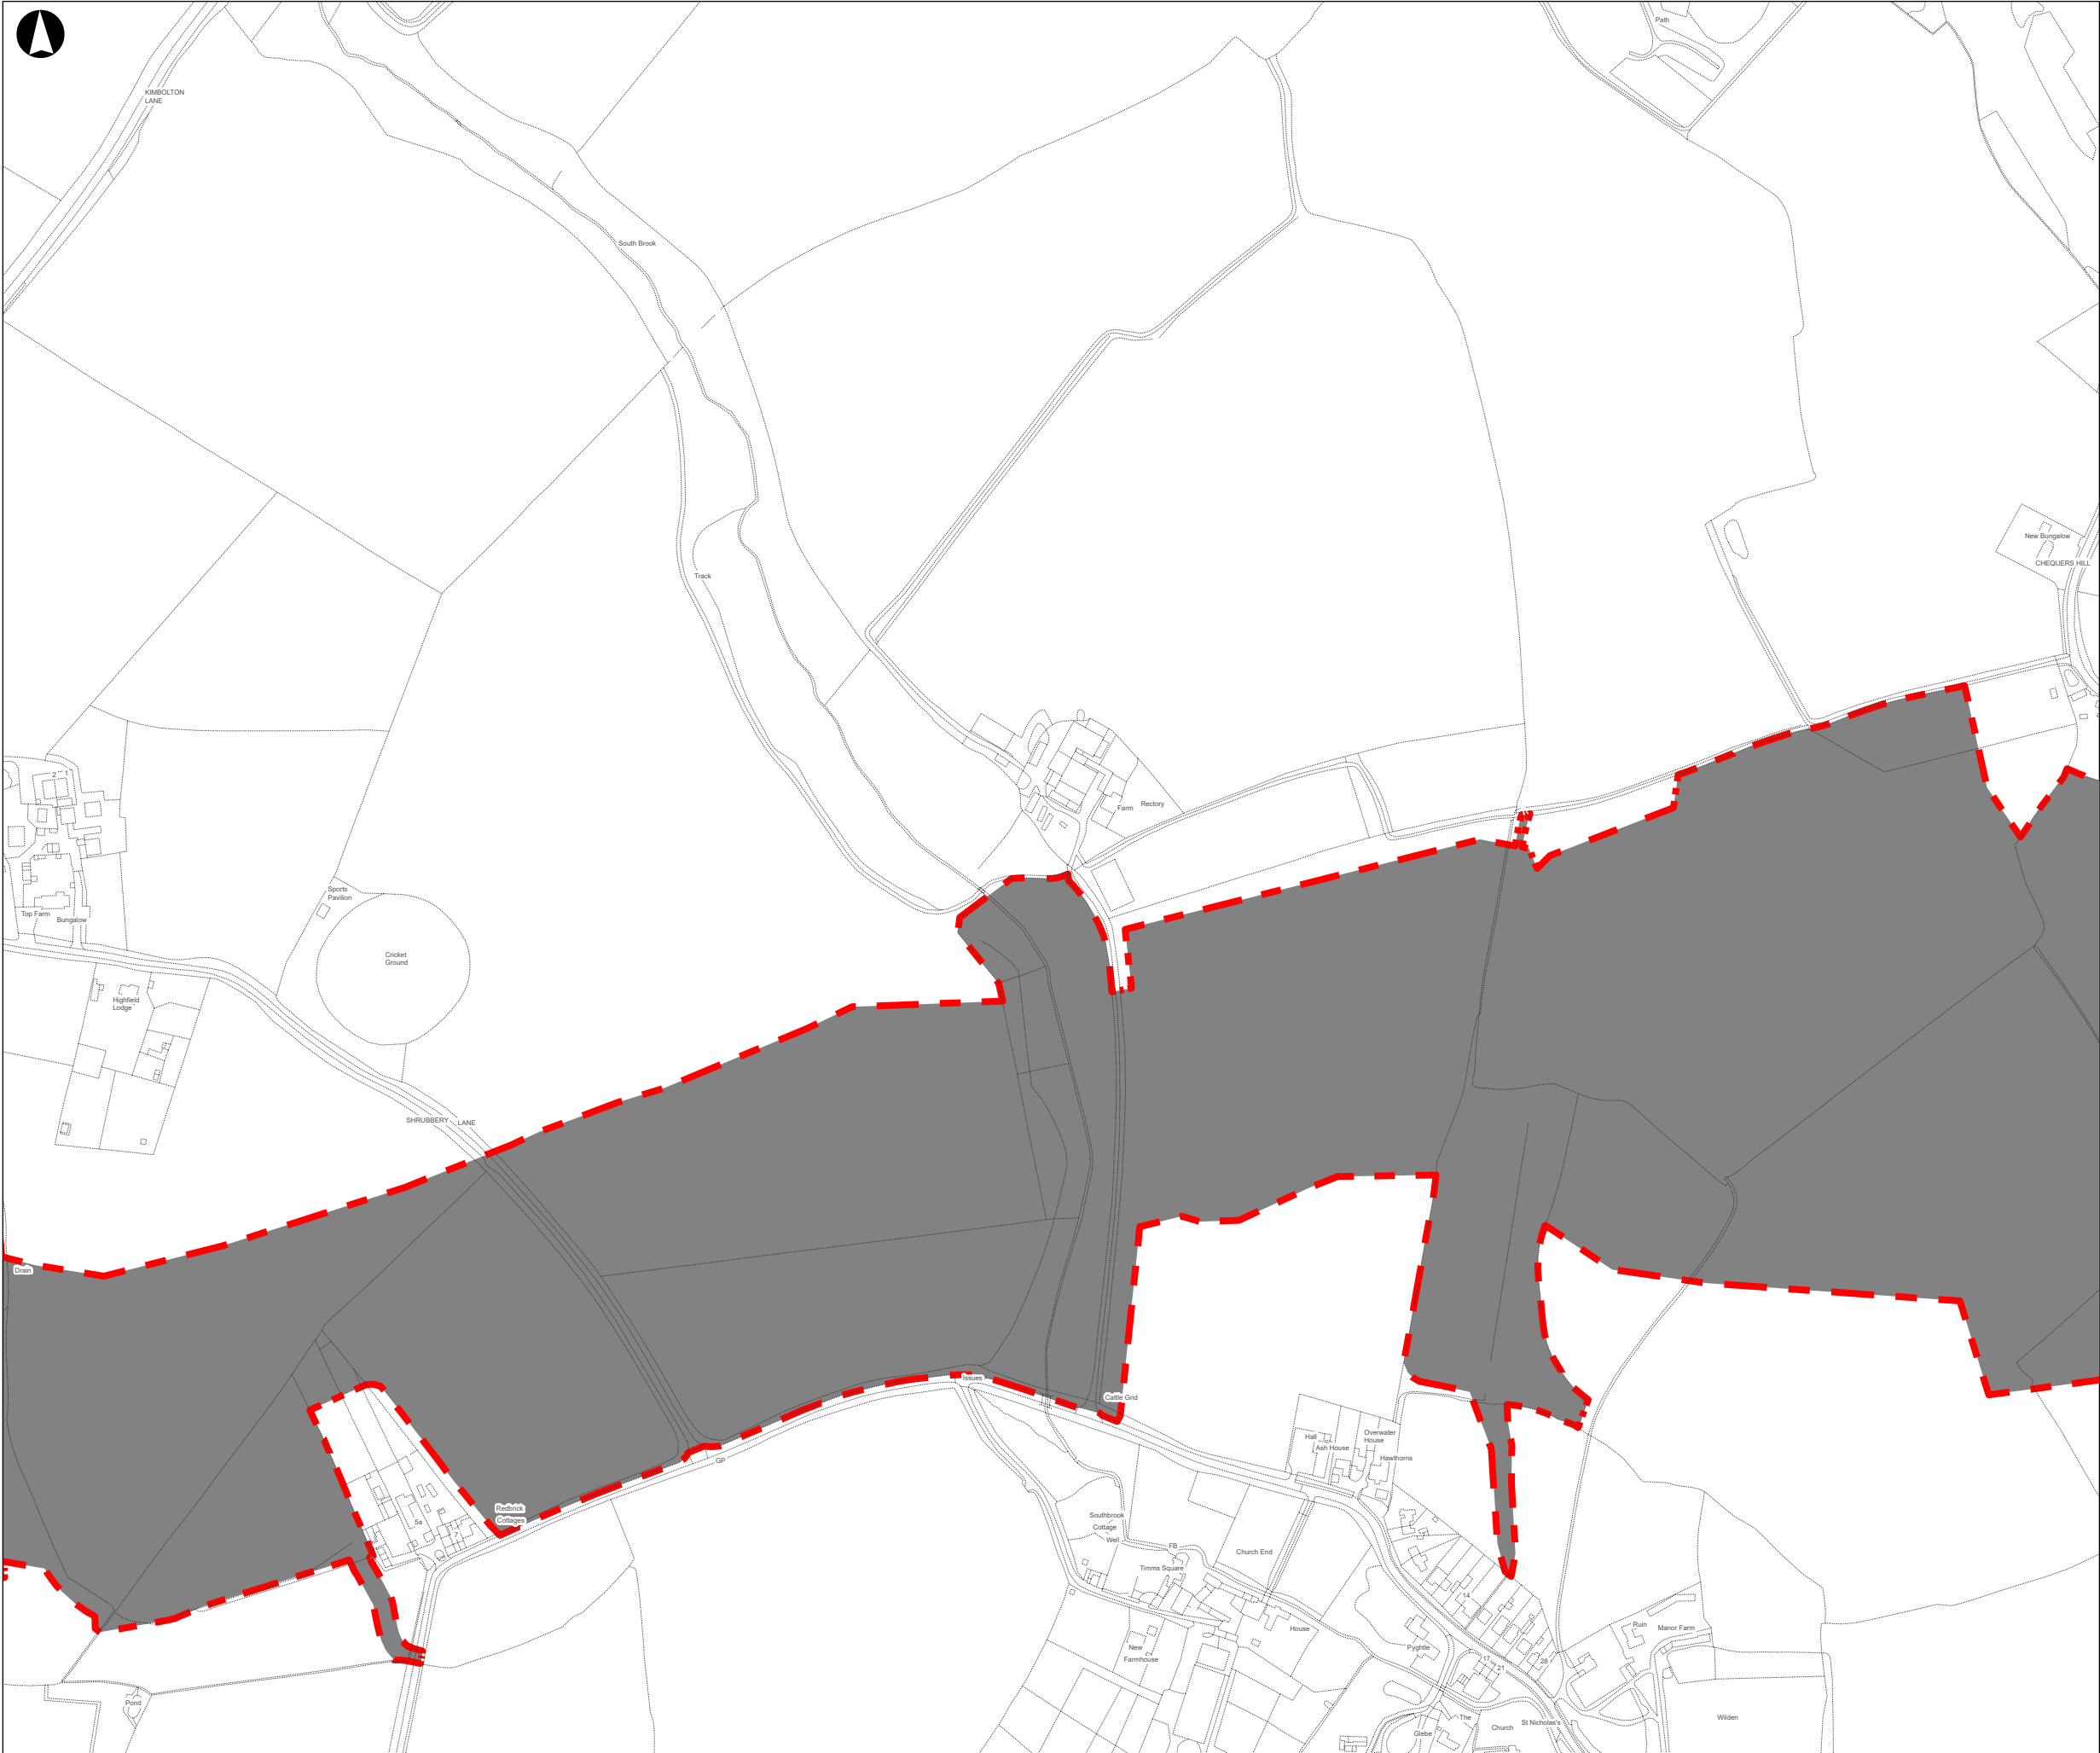 Path
KIMBOLTON
LANE
South Brook
New Bungalow
CHEQUERS HILL
Track
2
1
Farm
Rectory
Sports
Pavilion
Top Farm
Bungalow
Cricket
Ground
Highfield
Lodge
SHRUBBERY LANE
Drain
Issues
Cattle Grid
Overwater
House
Hall
Ash House
Hawthorns
GP
Redbrick
Cottages
5a
7
Southbrook
Cottage
Well
FB
Church End
Timms Square
14
House
Ruin
Manor Farm
New
Farmhouse
Pyghtle
17
21
28
Pond
The
Glebe
Church
St Nicholas's
Wilden